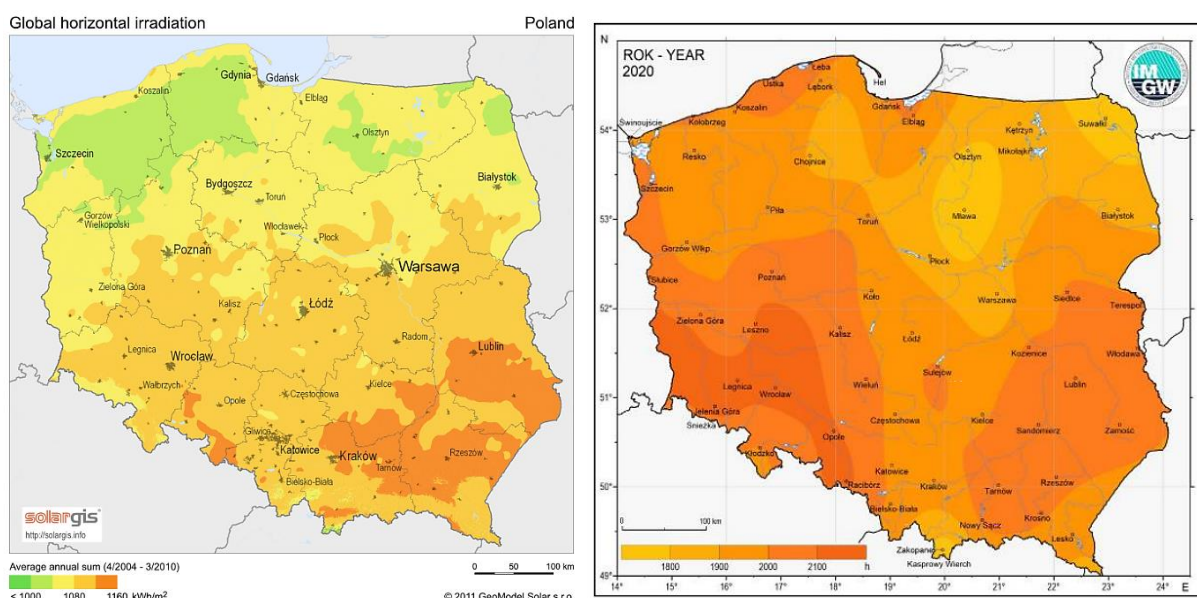 Global horizontal irradiation
Poland
Gdynia
Gdańsk
Koszalin
Elbląg
Olsztyn
Szczecin
Bydgoszcz
Toruń
Białystok
Gorzów
Wielkopolski
Włocławek
Płock
Poznań
Warsawa
Zielona Góra
Kalisz
Łódź
Radom
Legnica
Wrocław
Lublin
Wałbrzych
Opole
Częstochowa
Kielce
Gliwice
Katowice
Kraków
Tarnów
Rzeszów
Bielsko-Biała
solargis
http://solargis.info
Average annual sum (4/2004 - 3/2010)
< 1000 1080 1160 kWh/m²
0 50 100 km
© 2011 GeoModel Solar s.r.o.
N
ROK - YEAR
2020
IMGW
Łeba
Ustka
Lębork
Hel
Koszalin
Kołobrzeg
Gdańsk
Elbląg
Świnoujście
54°
Kętrzyn
Suwałki
Resko
Chojnice
Olsztyn
Mikołajki
Szczecin
Piła
Toruń
Mława
Białystok
53°
Gorzów Wlkp.
Płock
Słubice
Poznań
Koło
Warszawa
Siedlce
Terespol
52°
Zielona Góra
Leszno
Kalisz
Łódź
Kozienice
Włodawa
Sulejów
Legnica
Wrocław
Wieluń
Lublin
51°
Jelenia Góra
Śnieżka
Opole
Częstochowa
Kielce
Sandomierz
Zamość
Kłodzko
Katowice
Racibórz
Kraków
Tarnów
Rzeszów
50°
Bielsko-Biała
Nowy Sącz
Krosno
Lesko
0 100 km
Zakopane
Kasprowy Wierch
1800 1900 2000 2100 h
49°
14° 15° 16° 17° 18° 19° 20° 21° 22° 23° 24° E